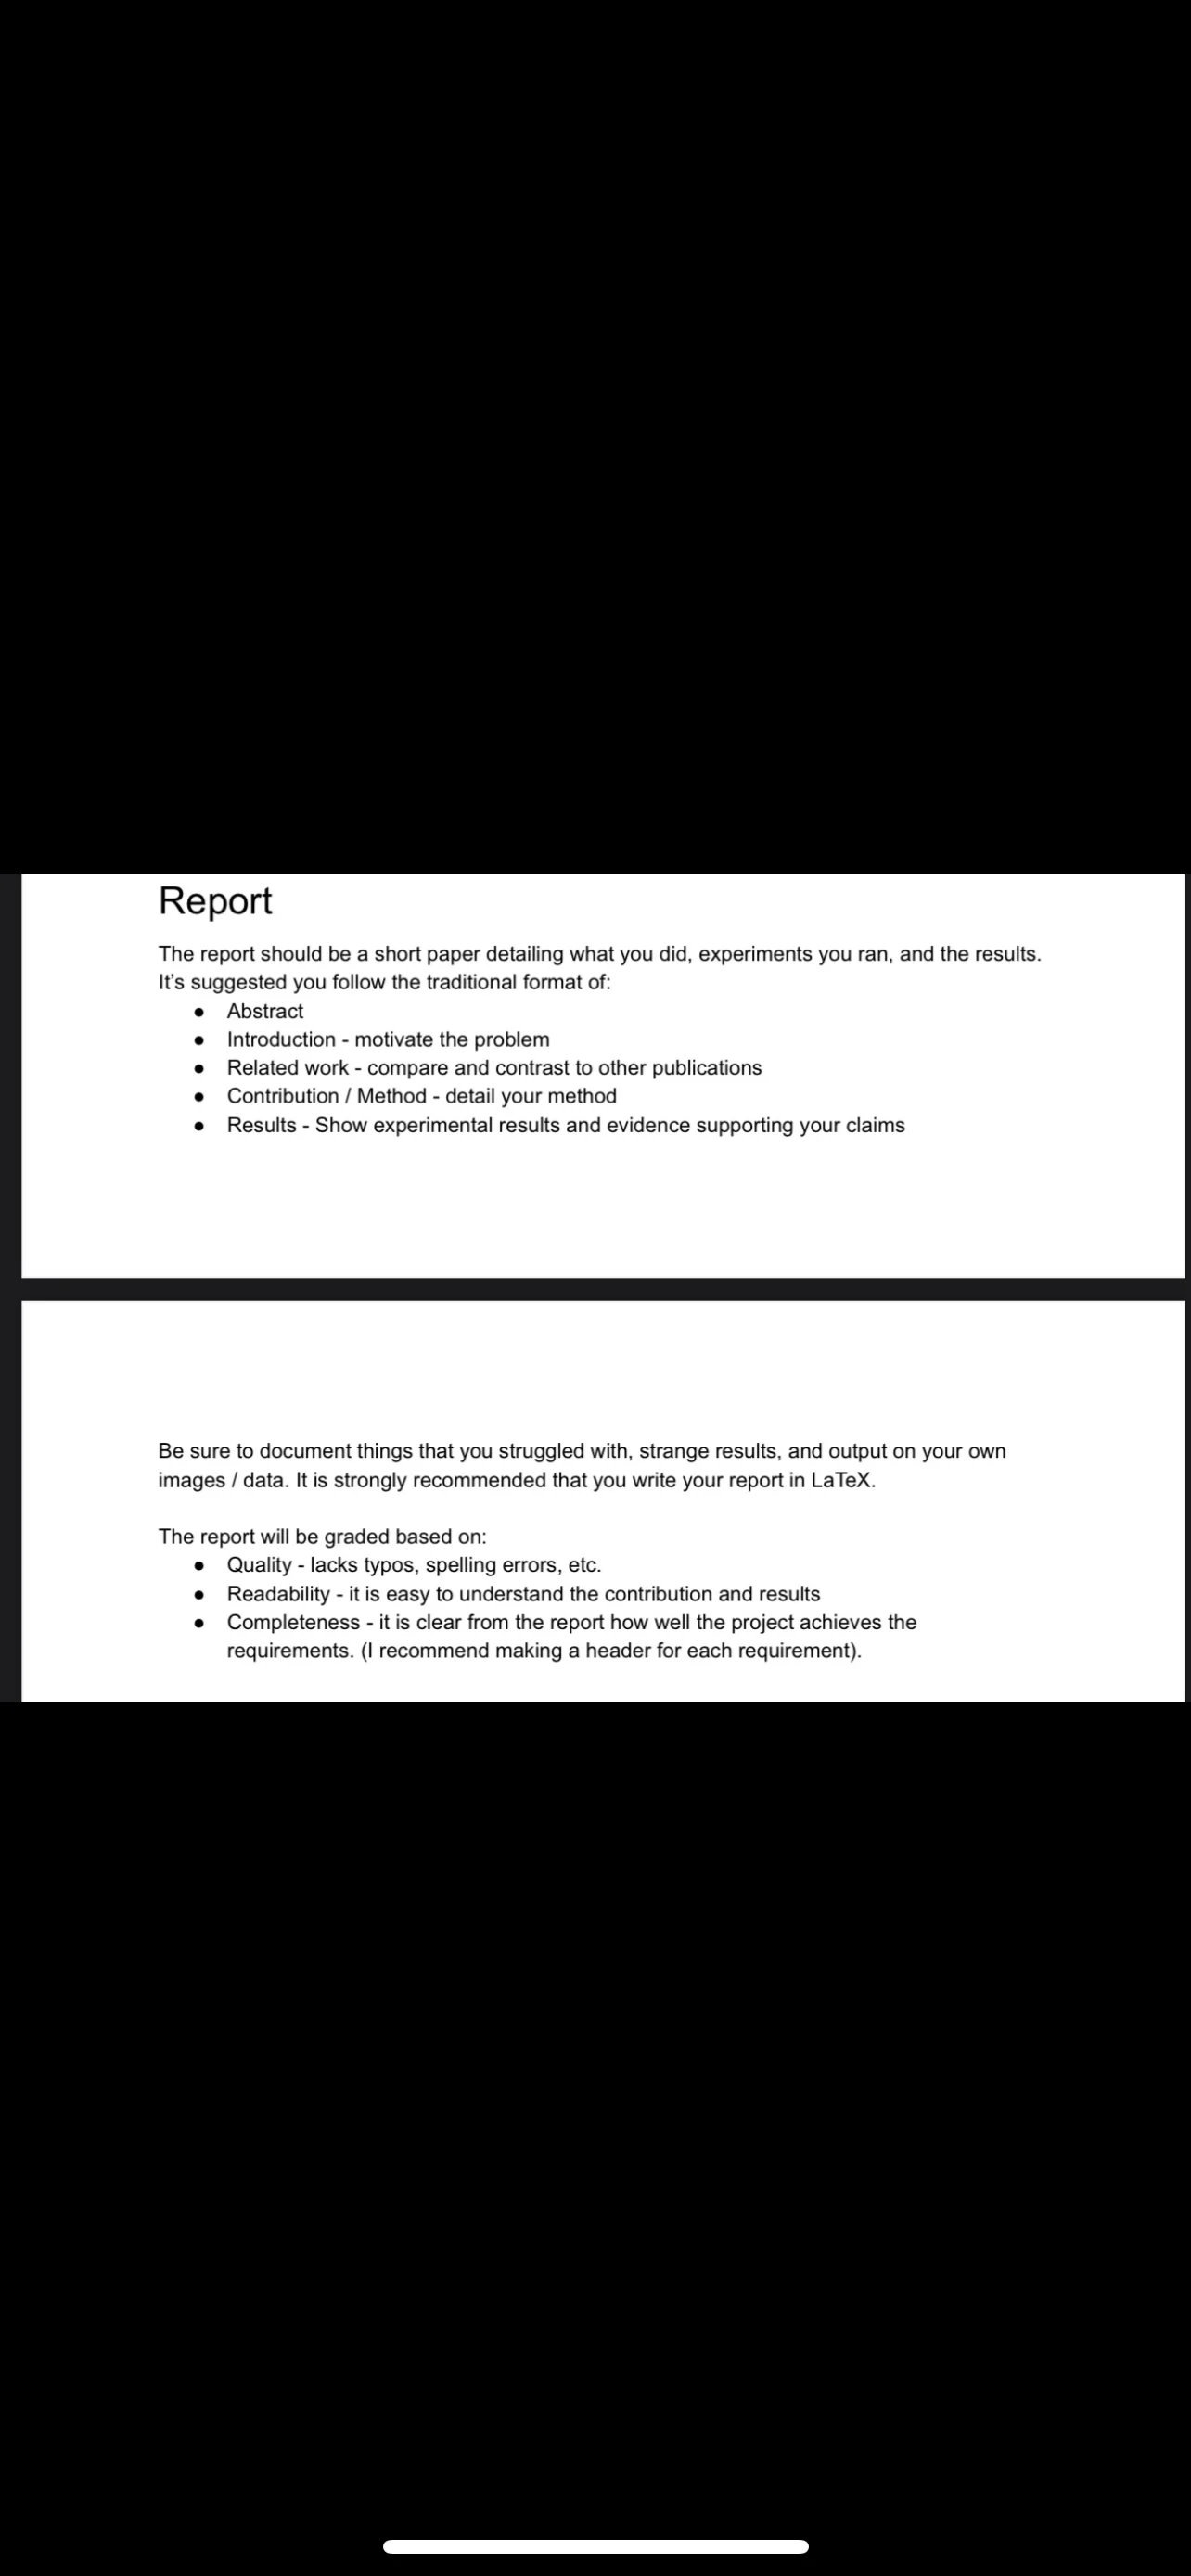 Report
The report should be a short paper detailing what you did, experiments you ran, and the results.
It's suggested you follow the traditional format of:
● Abstract
● Introduction - motivate the problem
● Related work - compare and contrast to other publications
● Contribution / Method - detail your method
● Results - Show experimental results and evidence supporting your claims
Be sure to document things that you struggled with, strange results, and output on your own
images / data. It is strongly recommended that you write your report in LaTeX.
The report will be graded based on:
● Quality - lacks typos, spelling errors, etc.
● Readability - it is easy to understand the contribution and results
● Completeness - it is clear from the report how well the project achieves the
requirements. (I recommend making a header for each requirement).